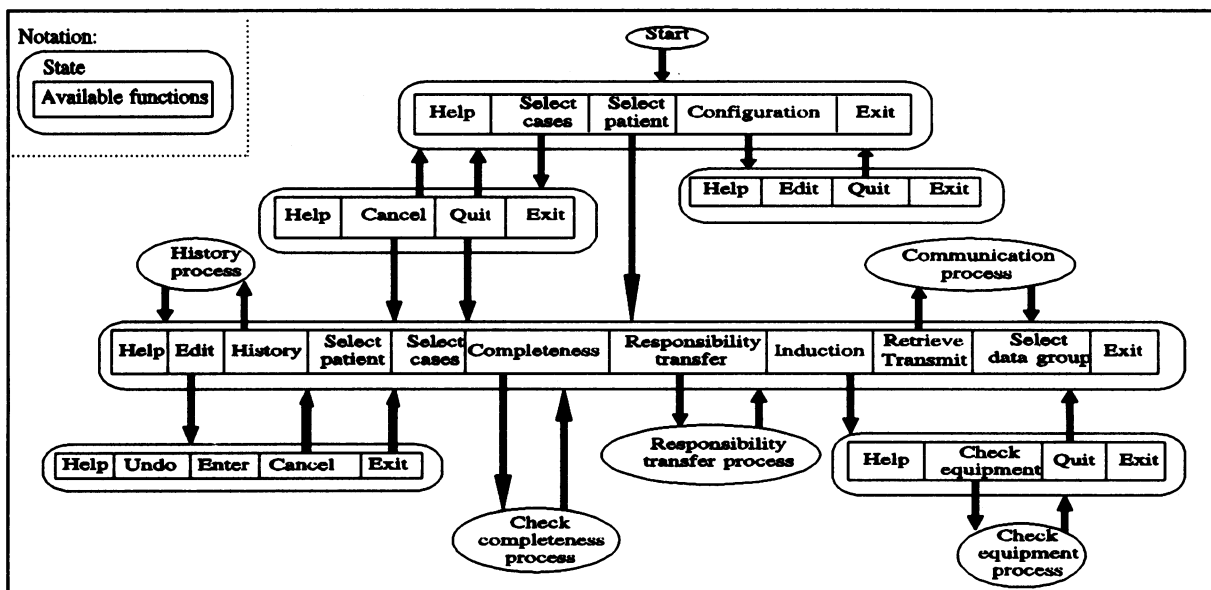 Notation:
State
Available functions
Start
Help
Select
cases
Select
patient
Configuration
Exit
Help
Edit
Quit
Exit
Help
Cancel
Quit
Exit
History
process
Communication
process
Help
Edit
History
Select
patient
Select
cases
Completeness
Responsibility
transfer
Induction
Retrieve
Transmit
Select
data group
Exit
Help
Undo
Enter
Cancel
Exit
Responsibility
transfer process
Help
Check
equipment
Quit
Exit
Check
completeness
process
Check
equipment
process